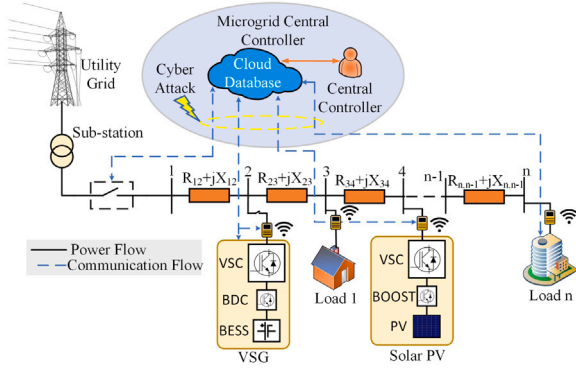 Microgrid Central
Controller
Utility
Grid
Cloud
Database
Cyber
Attack
Central
Controller
Sub-station
1
R12+jX12
2
R23+jX23
3
R34+jX34
4
n-1
Rn.n-1+jXn.n-1
n
Power Flow
Communication Flow
VSC
BDC
BESS
VSG
Load 1
VSC
BOOST
PV
Solar PV
Load n